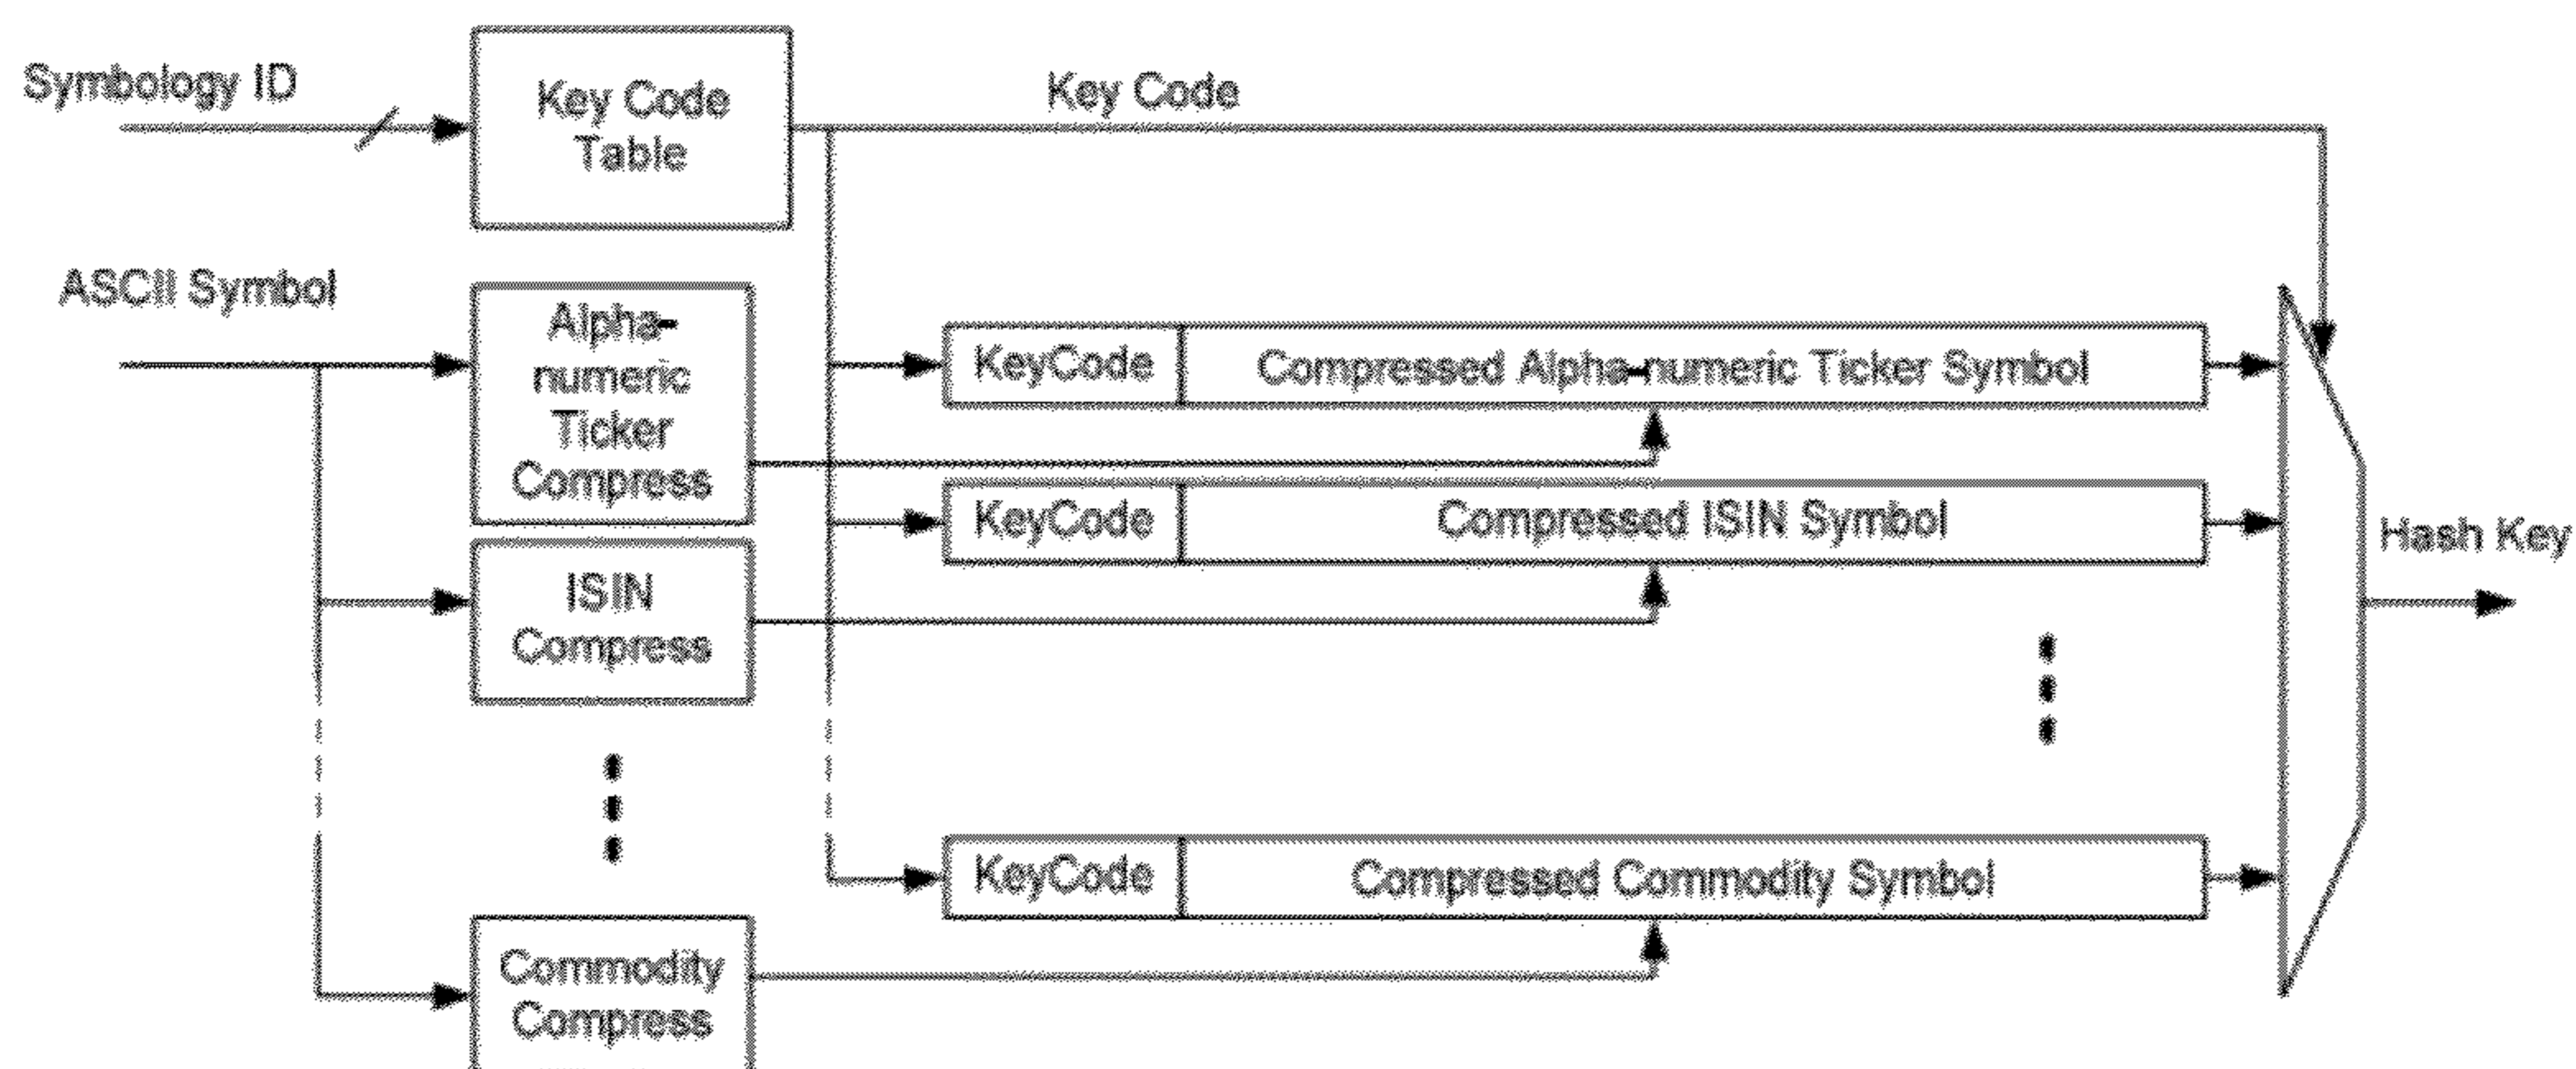 Symbology ID
Key Code
Table
Key Code
ASCII Symbol
Alpha-
numeric
Ticker
Compress
KeyCode
Compressed Alpha-numeric Ticker Symbol
KeyCode
Compressed ISIN Symbol
ISIN
Compress
Hash Key
KeyCode
Compressed Commodity Symbol
Commodity
Compress